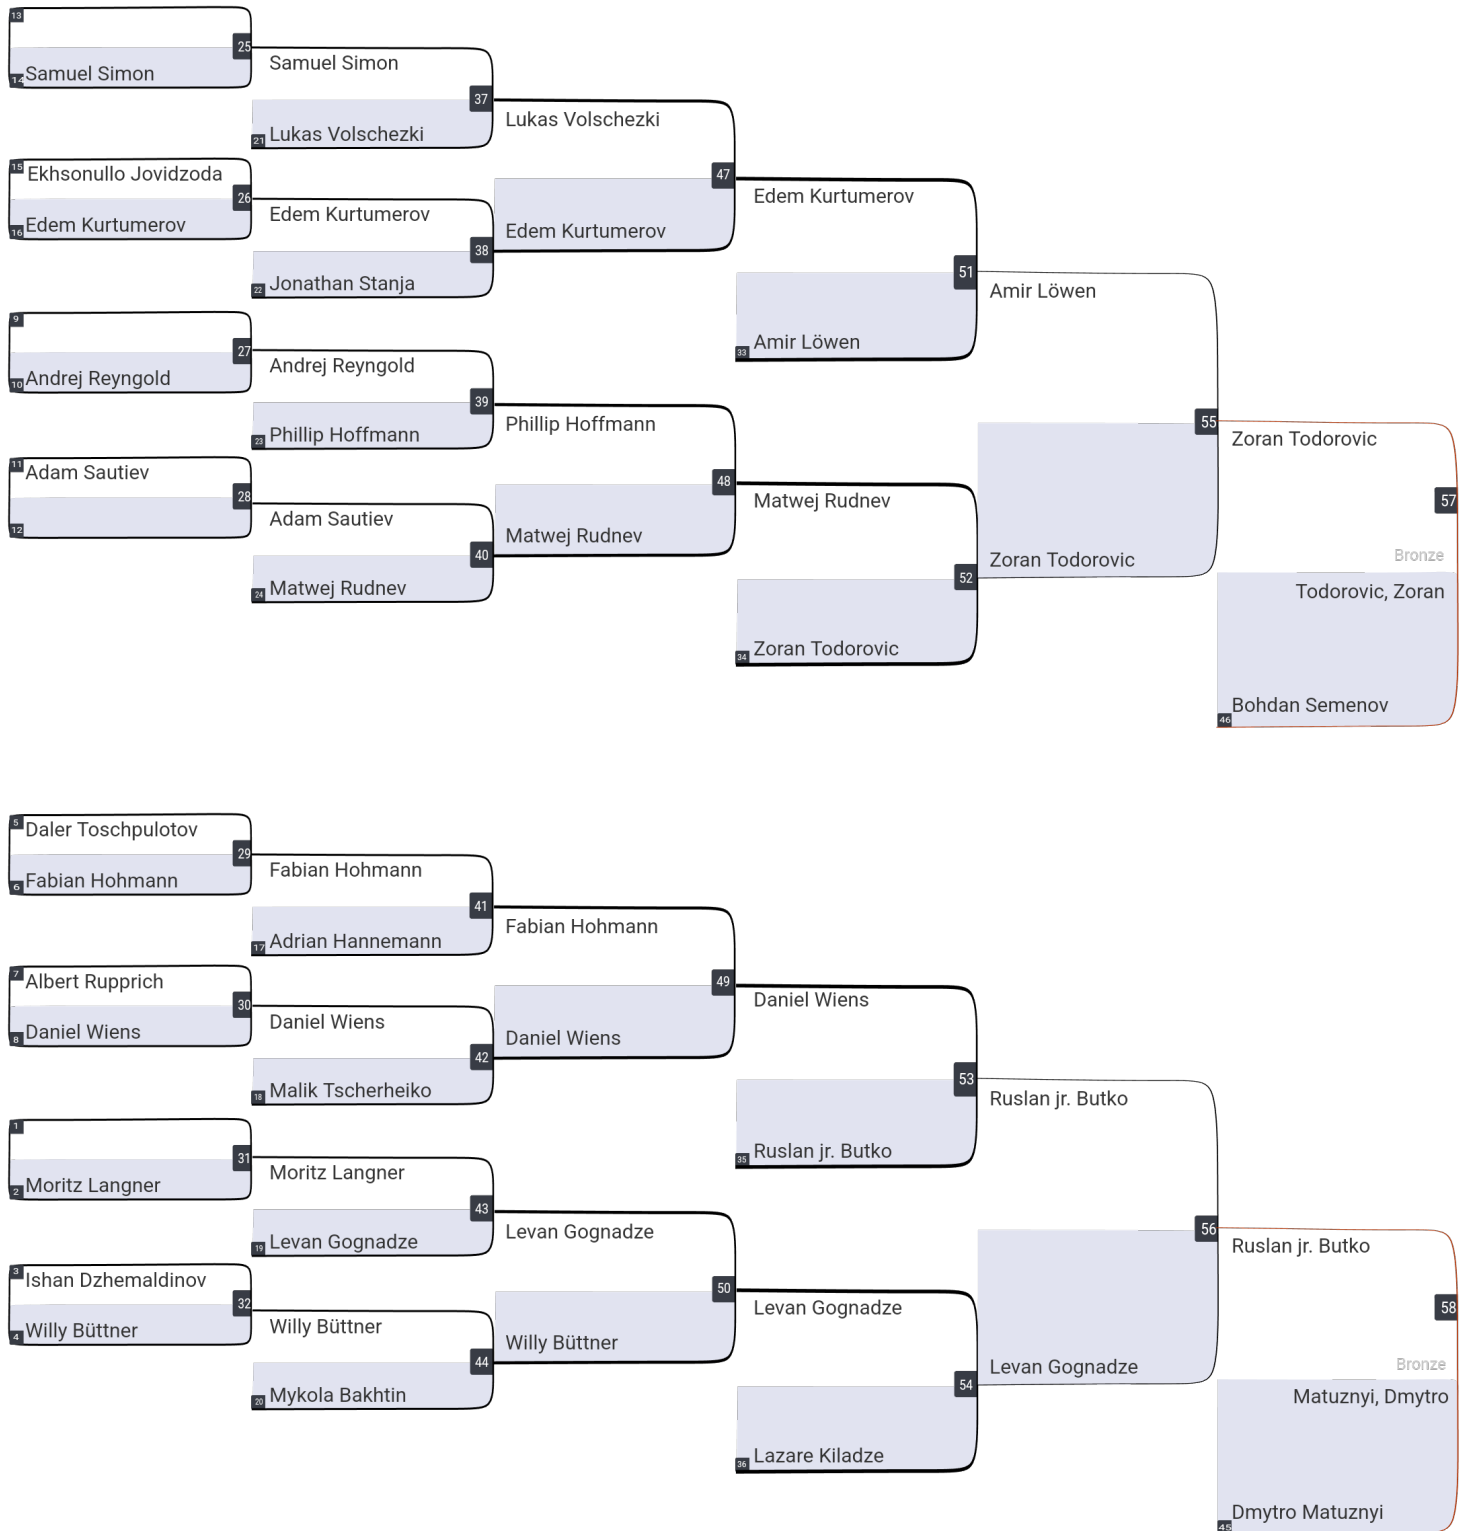 13
25
14 Samuel Simon
Samuel Simon
37
21 Lukas Volschezki
Lukas Volschezki
15 Ekhsonullo Jovidzoda
26
16 Edem Kurtumerov
Edem Kurtumerov
38
22 Jonathan Stanja
47
Edem Kurtumerov
Edem Kurtumerov
51
33 Amir Löwen
Amir Löwen
9
27
10 Andrej Reyngold
Andrej Reyngold
39
23 Phillip Hoffmann
Phillip Hoffmann
11 Adam Sautiev
28
12
Adam Sautiev
40
24 Matwej Rudnev
48
Matwej Rudnev
Matwej Rudnev
52
34 Zoran Todorovic
55
Zoran Todorovic
Zoran Todorovic
57
Bronze
Todorovic, Zoran
46 Bohdan Semenov
5 Daler Toschpulotov
29
6 Fabian Hohmann
Fabian Hohmann
41
17 Adrian Hannemann
Fabian Hohmann
7 Albert Rupprich
30
8 Daniel Wiens
Daniel Wiens
42
18 Malik Tscherheiko
49
Daniel Wiens
Daniel Wiens
53
35 Ruslan jr. Butko
Ruslan jr. Butko
1
31
2 Moritz Langner
Moritz Langner
43
19 Levan Gognadze
Levan Gognadze
3 Ishan Dzhemaldinov
32
4 Willy Büttner
Willy Büttner
44
20 Mykola Bakhtin
50
Willy Büttner
Levan Gognadze
54
36 Lazare Kiladze
56
Levan Gognadze
Ruslan jr. Butko
58
Bronze
Matuznyi, Dmytro
45 Dmytro Matuznyi